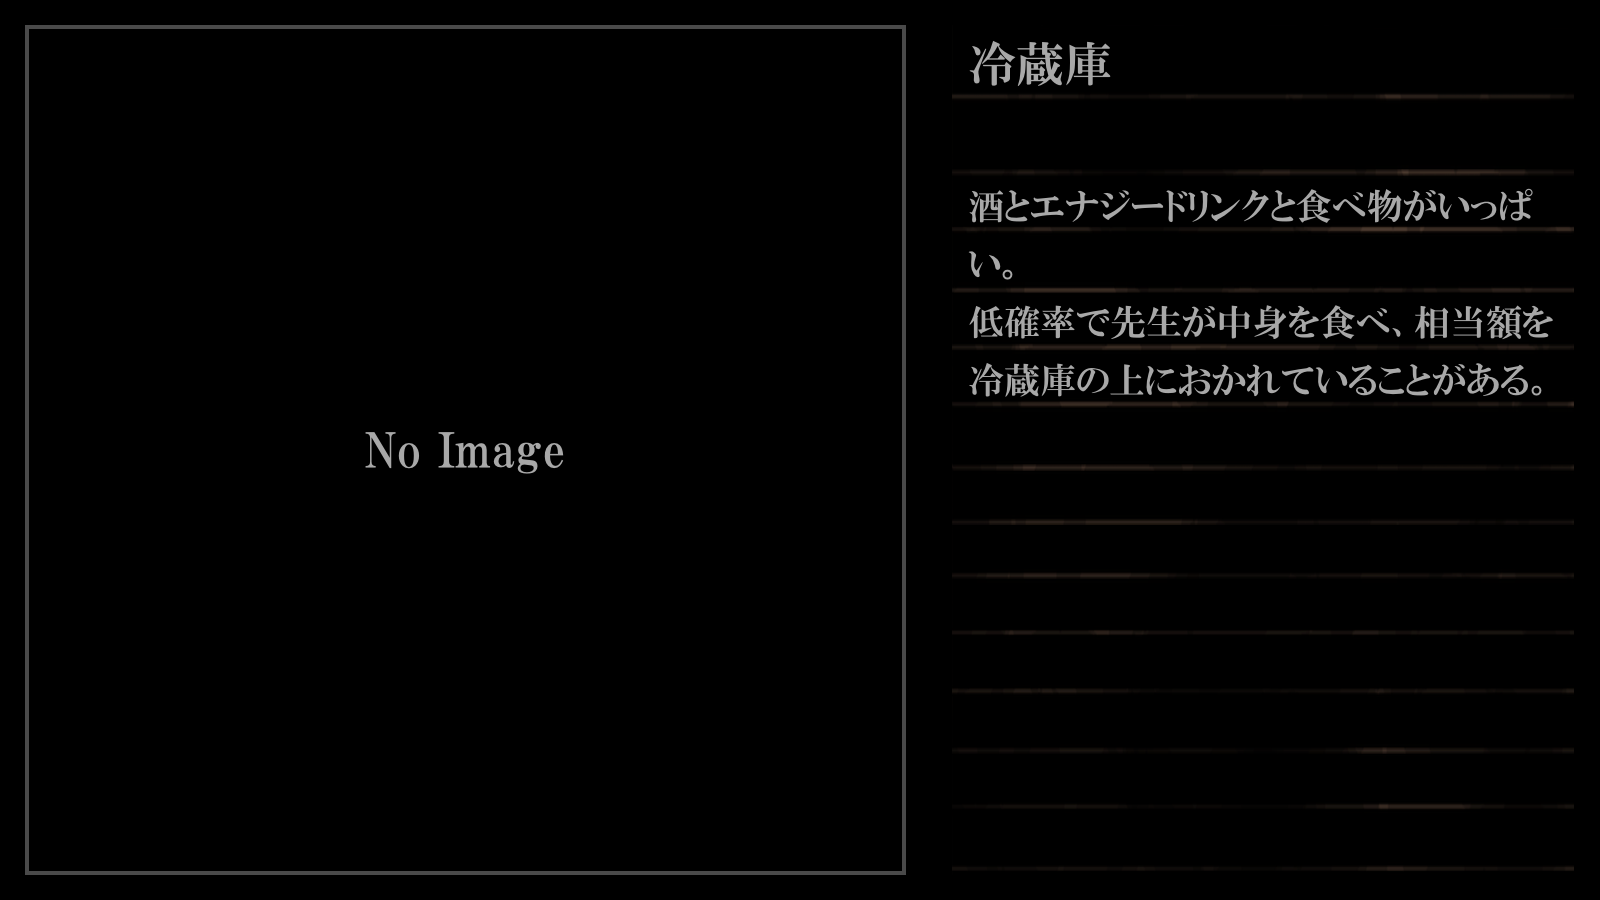 No Image
冷蔵庫
酒とエナジードリンクと食べ物がいっぱ
い。
低確率で先生が中身を食べ、相当額を
冷蔵庫の上におかれていることがある。